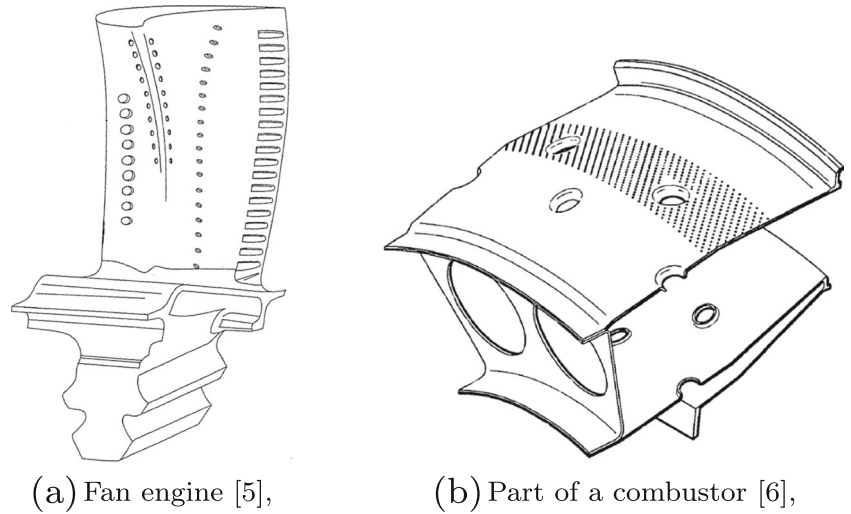 (a) Fan engine [5],
(b) Part of a combustor [6],